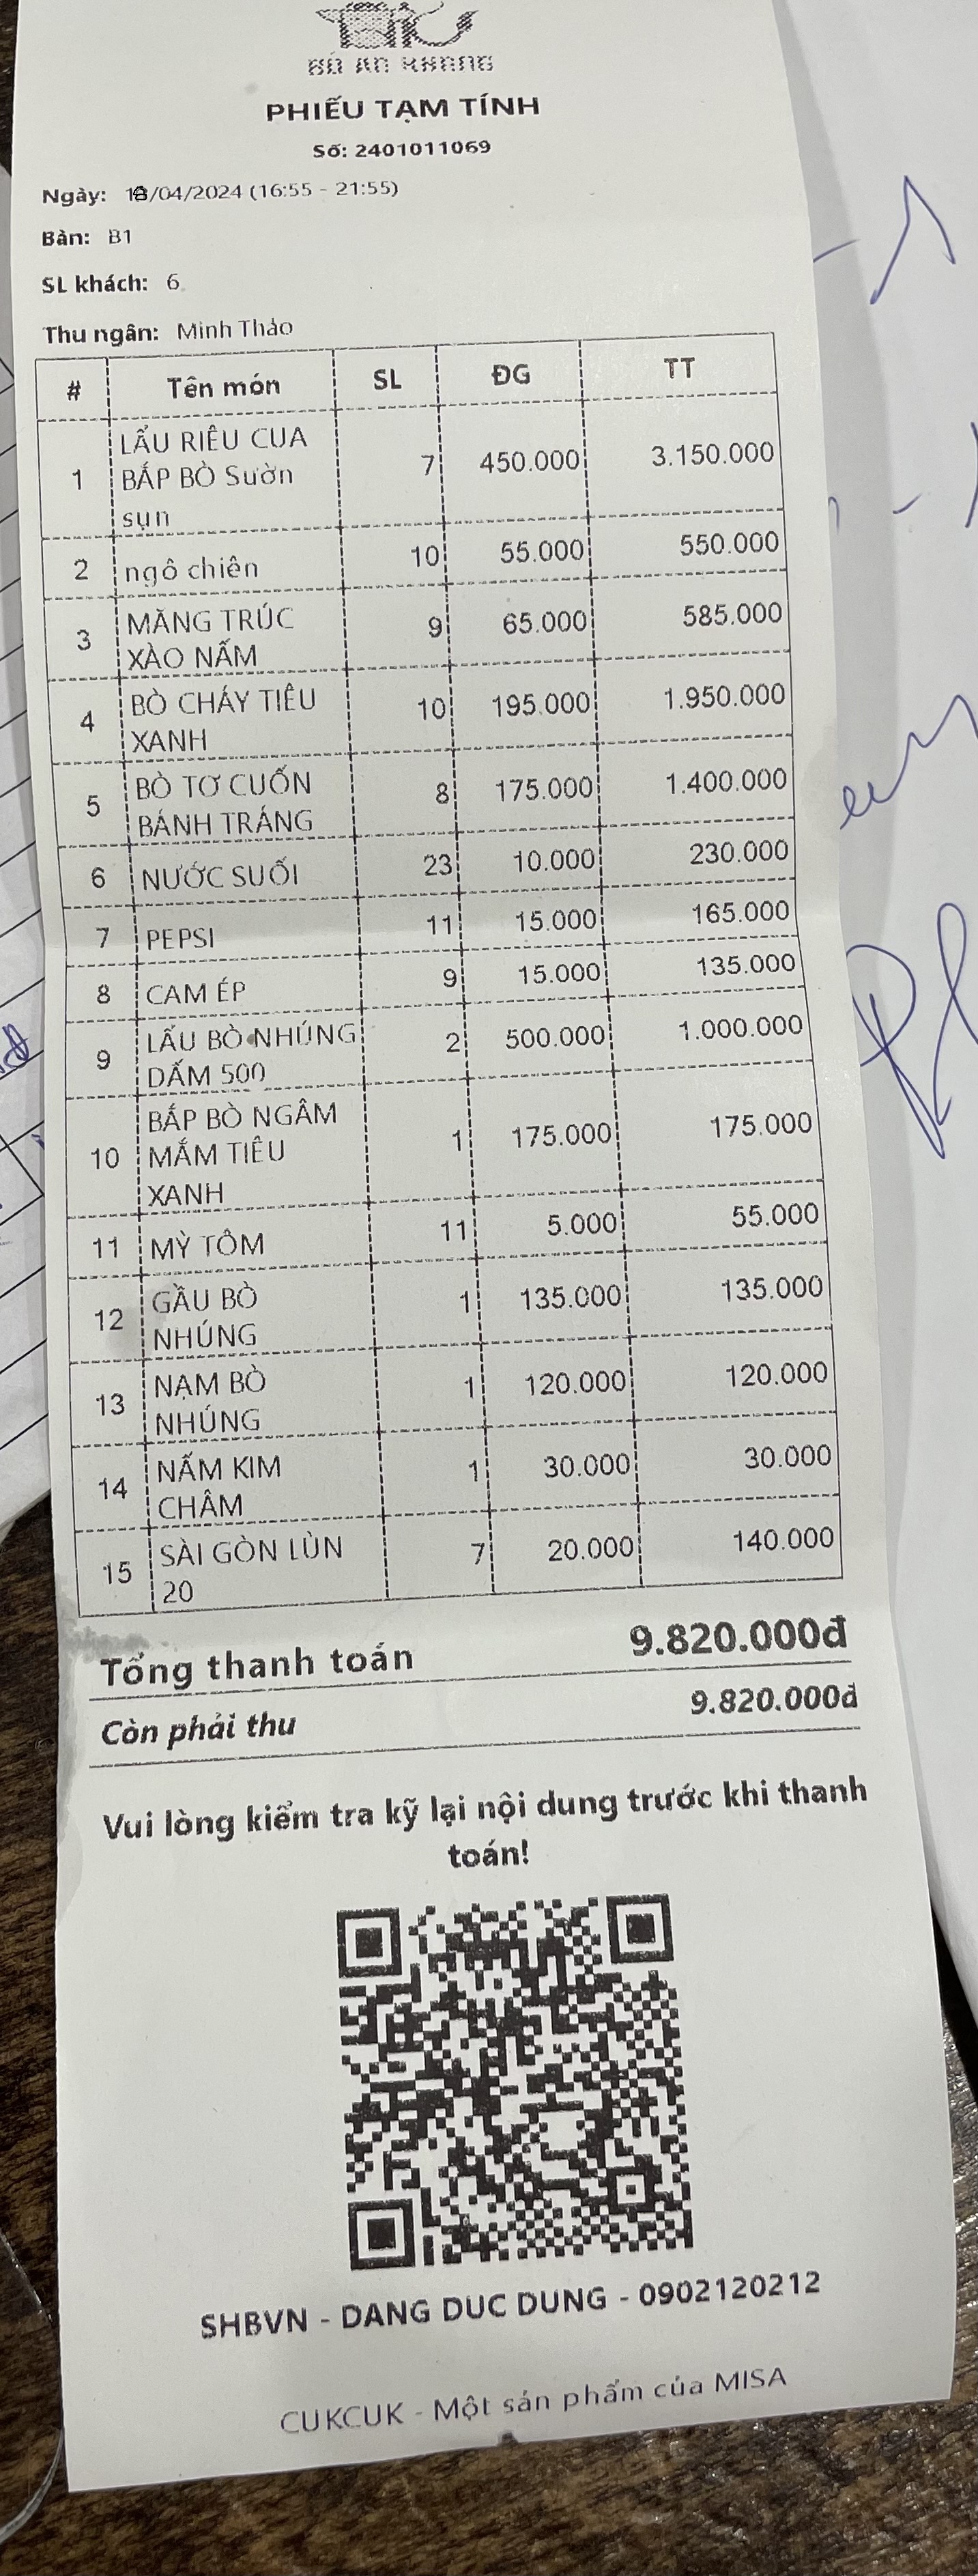 BÒ AN KHANG
PHIẾU TẠM TÍNH
Số: 2401011069
Ngày: /04/2024 (16:55 - 21:55)
Bàn: B1
SL khách: 6
Thu ngân: Minh Thảo
# Tên món SL ĐG TT
1 LẨU RIÊU CUA BẮP BÒ Sườn sụn 7 450.000 3.150.000
2 ngô chiên 10 55.000 550.000
3 MĂNG TRÚC XÀO NẤM 9 65.000 585.000
4 BÒ CHÁY TIÊU XANH 10 195.000 1.950.000
5 BÒ TƠ CUỐN BÁNH TRÁNG 8 175.000 1.400.000
6 NƯỚC SUỐI 23 10.000 230.000
7 PEPSI 11 15.000 165.000
8 CAM ÉP 9 15.000 135.000
9 LẨU BÒ NHÚNG DẤM 500 2 500.000 1.000.000
10 BẮP BÒ NGÂM MẮM TIÊU XANH 1 175.000 175.000
11 MỲ TÔM 11 5.000 55.000
12 GẦU BÒ NHÚNG 1 135.000 135.000
13 NẠM BÒ NHÚNG 1 120.000 120.000
14 NẤM KIM CHÂM 1 30.000 30.000
15 SÀI GÒN LÙN 20 7 20.000 140.000
Tổng thanh toán 9.820.000đ
Còn phải thu 9.820.000đ
Vui lòng kiểm tra kỹ lại nội dung trước khi thanh
toán!
SHBVN - DANG DUC DUNG - 0902120212
CUKCUK - Một sản phẩm của MISA